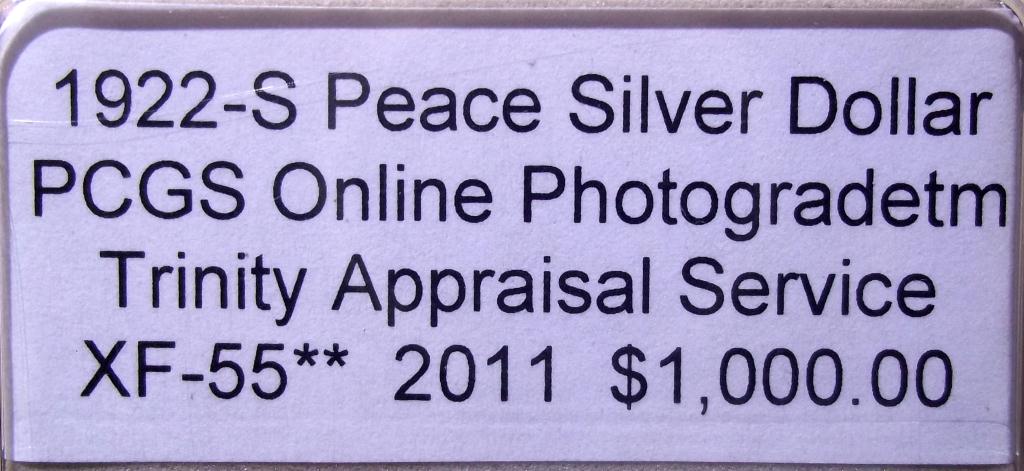 1922-S Peace Silver Dollar
PCGS Online Photogradetm
Trinity Appraisal Service
XF-55** 2011 $1,000.00